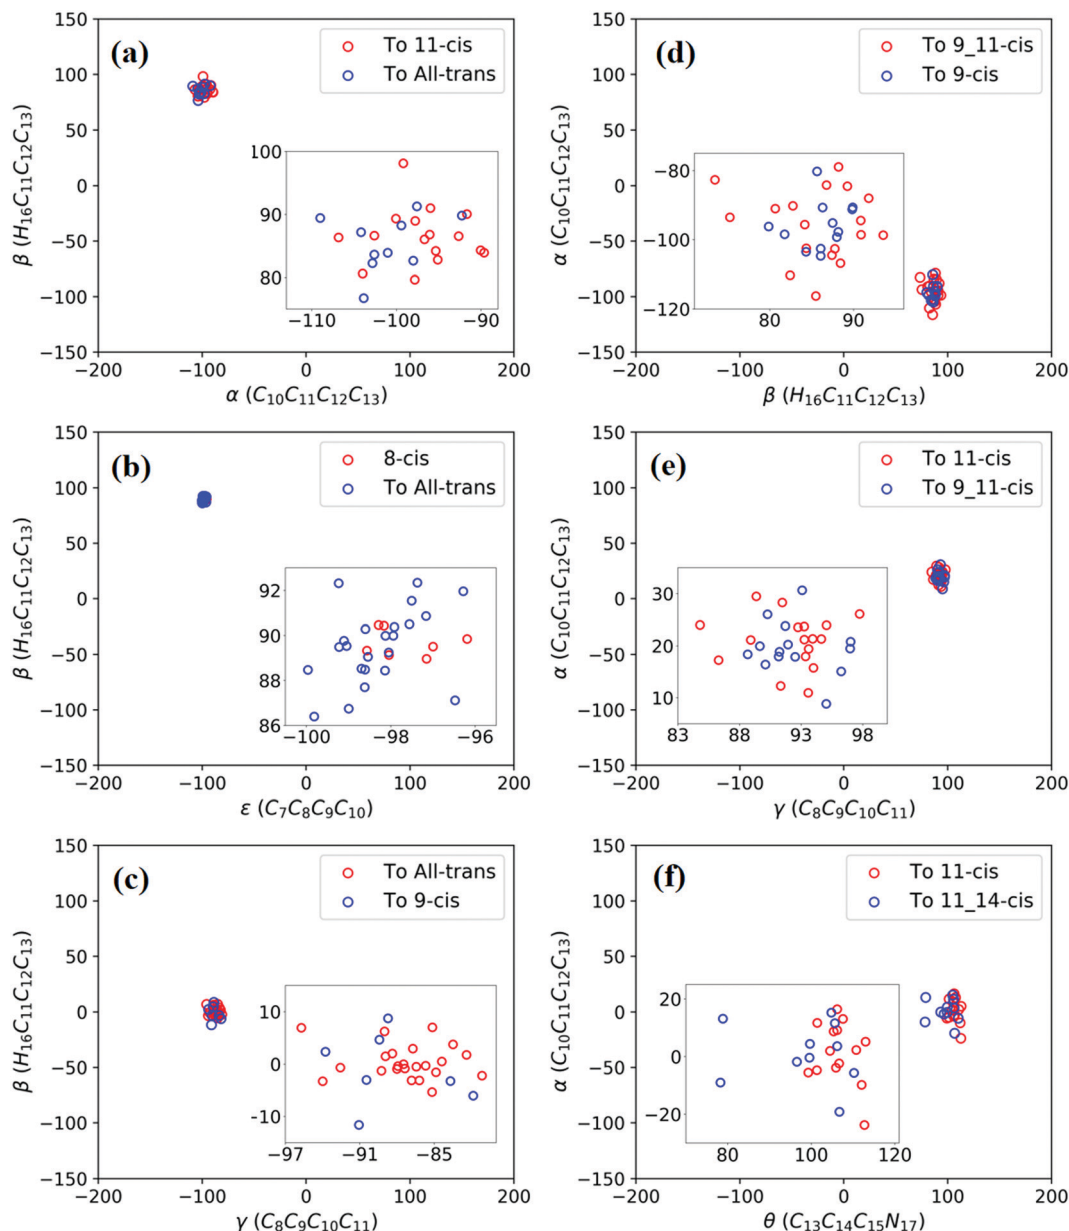 (a)
To 11-cis
To All-trans
β (H₁₆C₁₁C₁₂C₁₃)
150
100
50
0
−50
−100
−150
100
90
80
−110 −100 −90
−200 −100 0 100 200
α (C₁₀C₁₁C₁₂C₁₃)
(d)
To 9_11-cis
To 9-cis
α (C₁₀C₁₁C₁₂C₁₃)
150
100
50
0
−50
−100
−150
−80
−100
−120
80 90
−200 −100 0 100 200
β (H₁₆C₁₁C₁₂C₁₃)
(b)
8-cis
To All-trans
β (H₁₆C₁₁C₁₂C₁₃)
150
100
50
0
−50
−100
−150
92
90
88
86
−100 −98 −96
−200 −100 0 100 200
ε (C₇C₈C₉C₁₀)
(e)
To 11-cis
To 9_11-cis
α (C₁₀C₁₁C₁₂C₁₃)
150
100
50
0
−50
−100
−150
30
20
10
83 88 93 98
−200 −100 0 100 200
γ (C₈C₉C₁₀C₁₁)
(c)
To All-trans
To 9-cis
β (H₁₆C₁₁C₁₂C₁₃)
150
100
50
0
−50
−100
−150
10
0
-10
−97 −91 −85
−200 −100 0 100 200
γ (C₈C₉C₁₀C₁₁)
(f)
To 11-cis
To 11_14-cis
α (C₁₀C₁₁C₁₂C₁₃)
150
100
50
0
−50
−100
−150
20
0
−20
80 100 120
−200 −100 0 100 200
θ (C₁₃C₁₄C₁₅N₁₇)